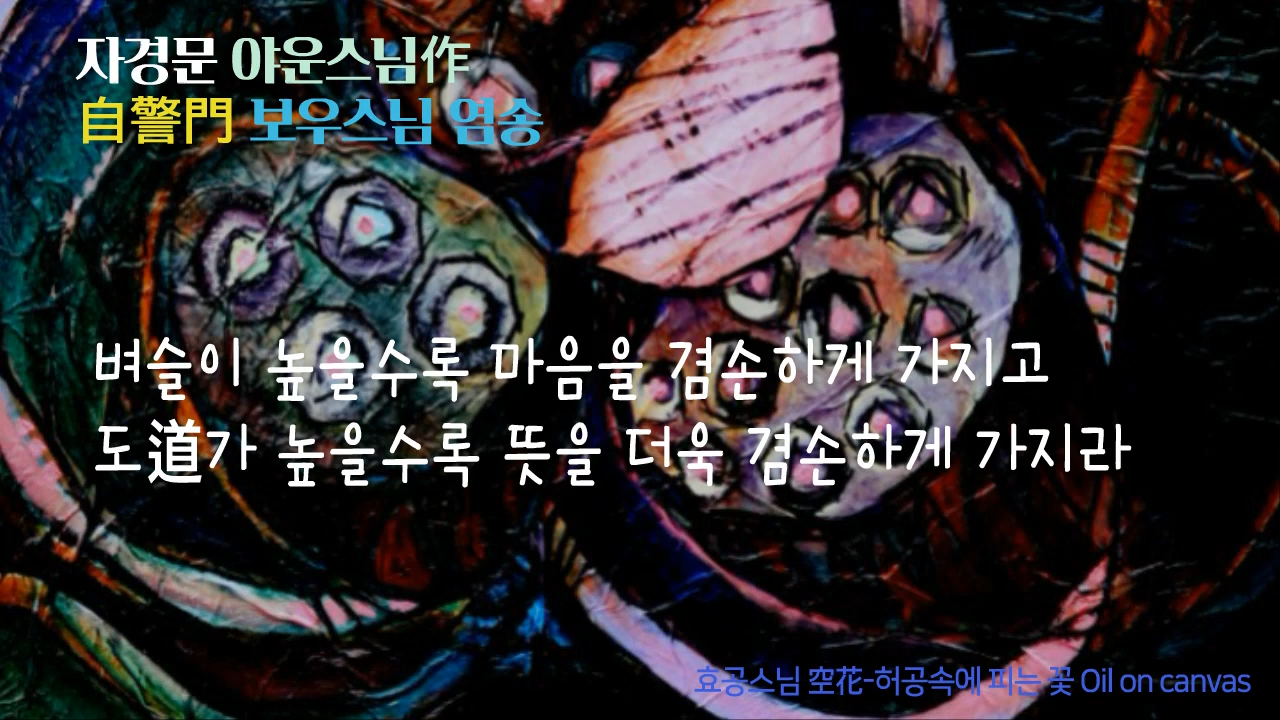 자경문 야운스님作
自警門 보우스님 염송
벼슬이 높을수록 마음을 겸손하게 가지고
도道가 높을수록 뜻을 더욱 겸손하게 가지라
효공스님 空花-허공속에 피는 꽃 Oil on canvas